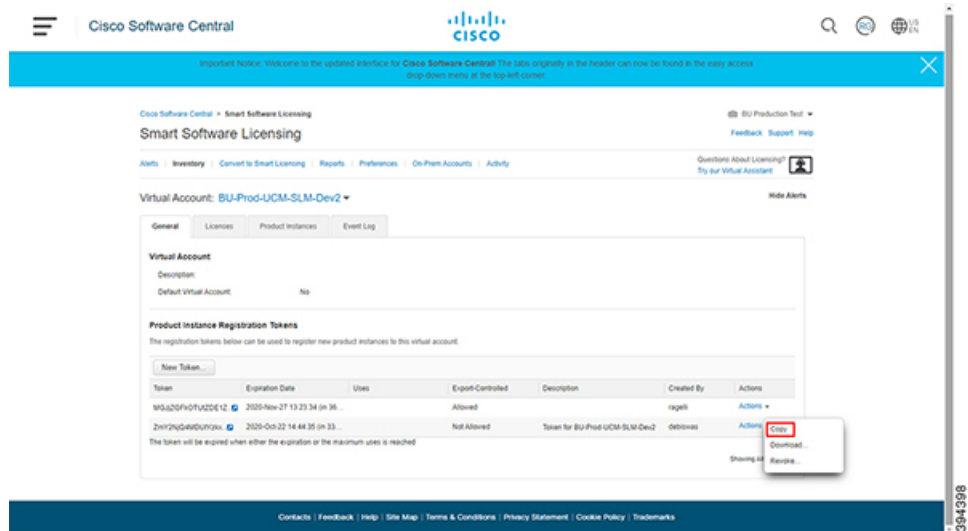 Cisco Software Central
CISCO
RG
US
EN
Important Notice: Welcome to the updated interface for Cisco Software Central! The tabs originally in the header can now be found in the easy access
drop down menu at the top left corner.
Cisco Software Central > Smart Software Licensing
BU Production Test
Smart Software Licensing
Feedback Support Help
Alerts | Inventory | Convert to Smart Licensing | Reports | Preferences | On-Prem Accounts | Activity
Questions About Licensing?
Try our Virtual Assistant
Virtual Account: BU-Prod-UCM-SLM-Dev2
Hide Alerts
General Licenses Product Instances Event Log
Virtual Account
Description:
Default Virtual Account: No
Product Instance Registration Tokens
The registration tokens below can be used to register new product instances to this virtual account.
New Token...
Token Expiration Date Uses Export-Controlled Description Created By Actions
2020-Nov-27 13:23:34 (in 36... Allowed ragelli Actions
2020-Oct-22 14:44:35 (in 33... Not Allowed Token for BU-Prod-UCM-SLM-Dev2 debiswas Actions
Copy
The token will be expired when either the expiration or the maximum uses is reached
Download...
Showing
Revoke...
Contacts | Feedback | Help | Site Map | Terms & Conditions | Privacy Statement | Cookie Policy | Trademarks
394398